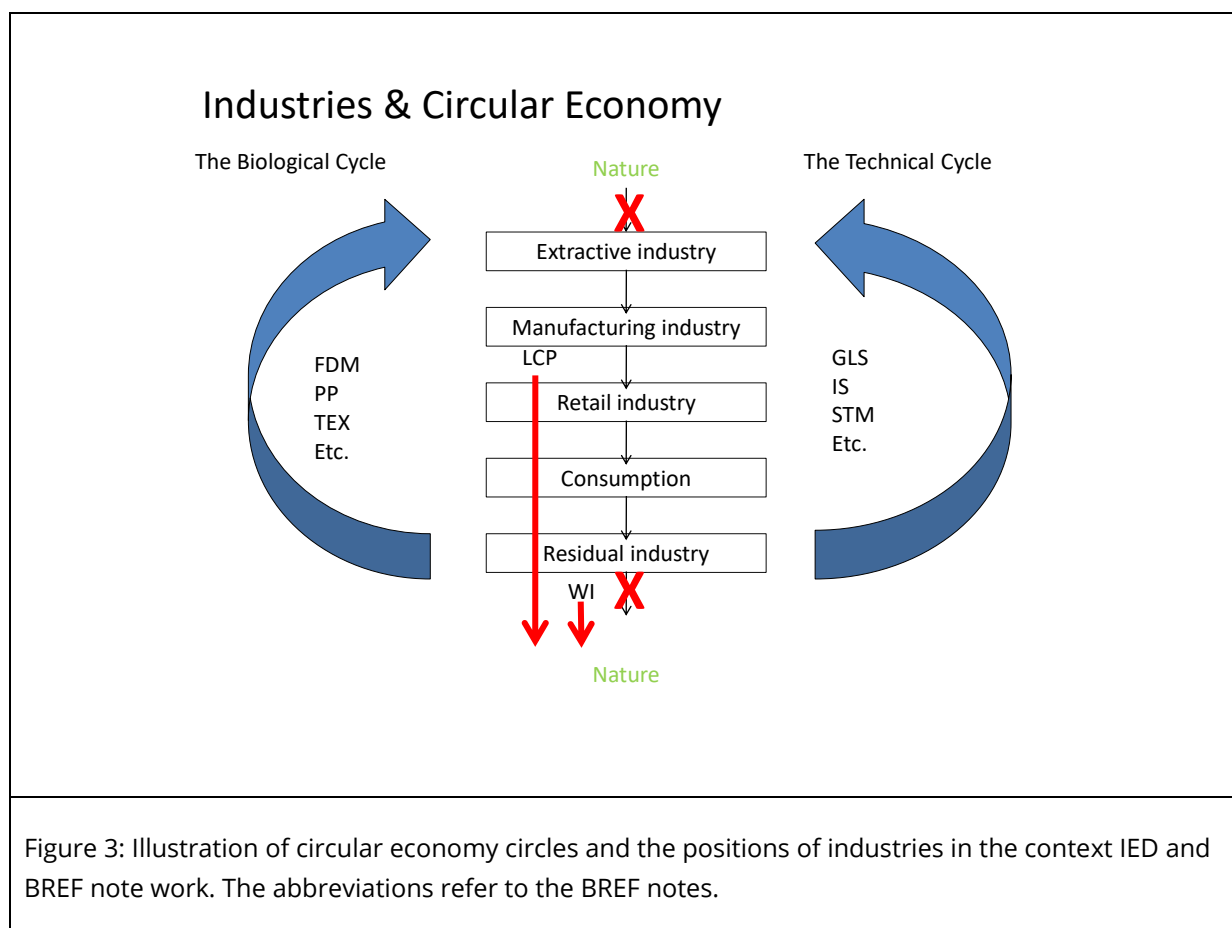 Industries & Circular Economy
The Biological Cycle
Nature
The Technical Cycle
X
Extractive industry
Manufacturing industry
LCP
Retail industry
Consumption
Residual industry
WI
X
Nature
FDM
PP
TEX
Etc.
GLS
IS
STM
Etc.
Figure 3: Illustration of circular economy circles and the positions of industries in the context IED and
BREF note work. The abbreviations refer to the BREF notes.